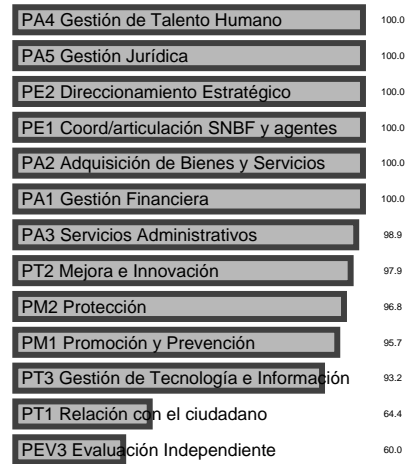 PA4 Gestión de Talento Humano 100.0
PA5 Gestión Jurídica 100.0
PE2 Direccionamiento Estratégico 100.0
PE1 Coord/articulación SNBF y agentes 100.0
PA2 Adquisición de Bienes y Servicios 100.0
PA1 Gestión Financiera 100.0
PA3 Servicios Administrativos 98.9
PT2 Mejora e Innovación 97.9
PM2 Protección 96.8
PM1 Promoción y Prevención 95.7
PT3 Gestión de Tecnología e Información 93.2
PT1 Relación con el ciudadano 64.4
PEV3 Evaluación Independiente 60.0